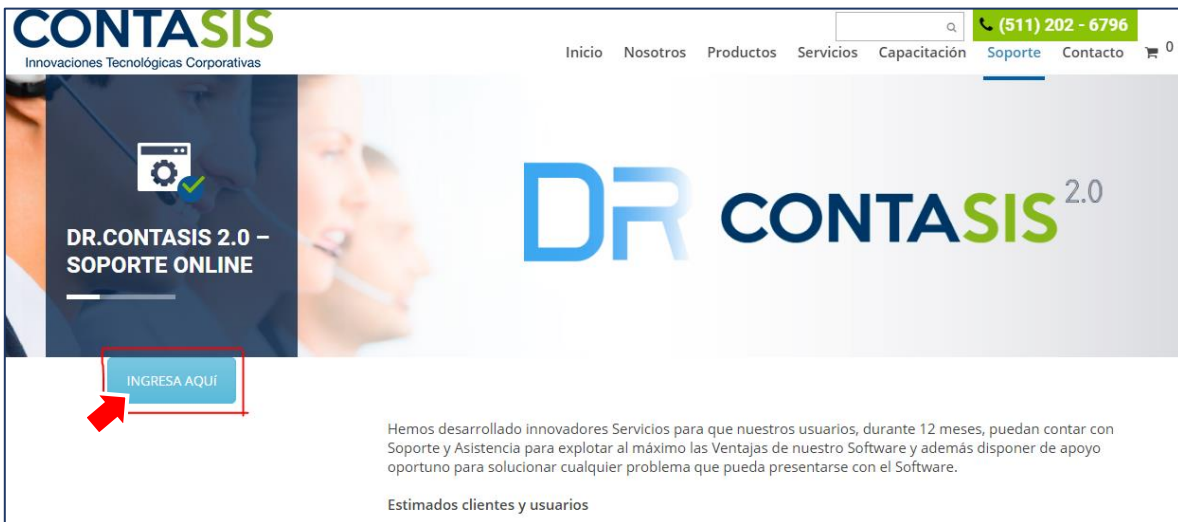 CONTASIS
Innovaciones Tecnológicas Corporativas
(511) 202 - 6796
Inicio Nosotros Productos Servicios Capacitación Soporte Contacto 0
DR.CONTASIS 2.0 –
SOPORTE ONLINE
DR CONTASIS 2.0
INGRESA AQUÍ
Hemos desarrollado innovadores Servicios para que nuestros usuarios, durante 12 meses, puedan contar con
Soporte y Asistencia para explotar al máximo las Ventajas de nuestro Software y además disponer de apoyo
oportuno para solucionar cualquier problema que pueda presentarse con el Software.
Estimados clientes y usuarios